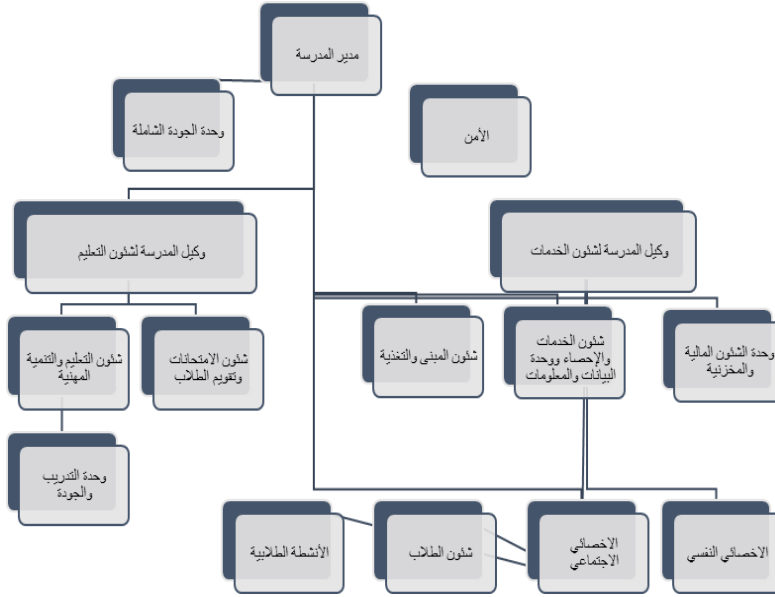 مدير المدرسة
وحدة الجودة الشاملة
الأمن
وكيل المدرسة لشئون الخدمات
وكيل المدرسة لشئون التعليم
وحدة الشئون المالية
والمخزنية
شئون الخدمات
والإحصاء ووحدة
البيانات والمعلومات
شئون المبنى والتغذية
شئون الامتحانات
وتقويم الطلاب
شئون التعليم والتنمية
المهنية
وحدة التدريب
والجودة
الاخصائي النفسي
الاخصائي
الاجتماعي
شئون الطلاب
الأنشطة الطلابية